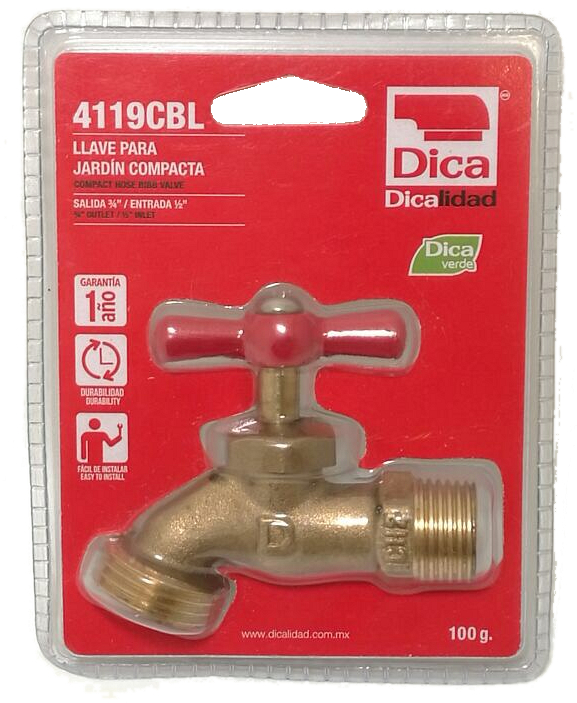 4119CBL
LLAVE PARA
JARDÍN COMPACTA
COMPACT HOSE BIBB VALVE
SALIDA ¾" / ENTRADA ½"
¾" OUTLET / ½" INLET
Dica
Dicalidad
Dica
verde
GARANTÍA
1 año
DURABILIDAD
DURABILITY
FÁCIL DE INSTALAR
EASY TO INSTALL
D
www.dicalidad.com.mx
100 g.